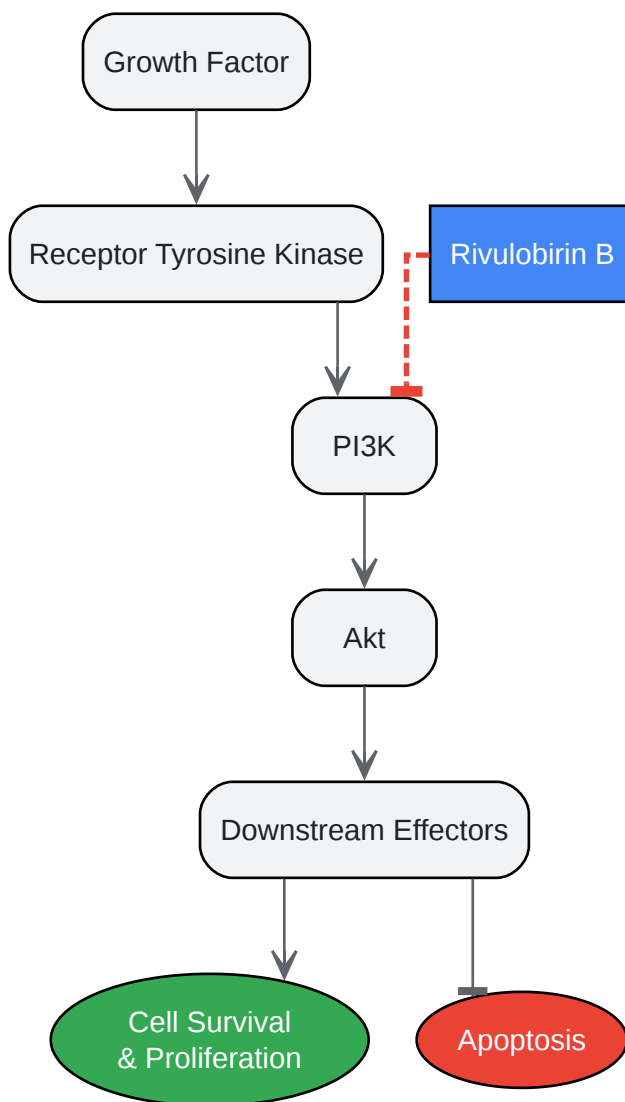 Growth Factor
Receptor Tyrosine Kinase
Rivulobirin B
PI3K
Akt
Downstream Effectors
Cell Survival
& Proliferation
Apoptosis